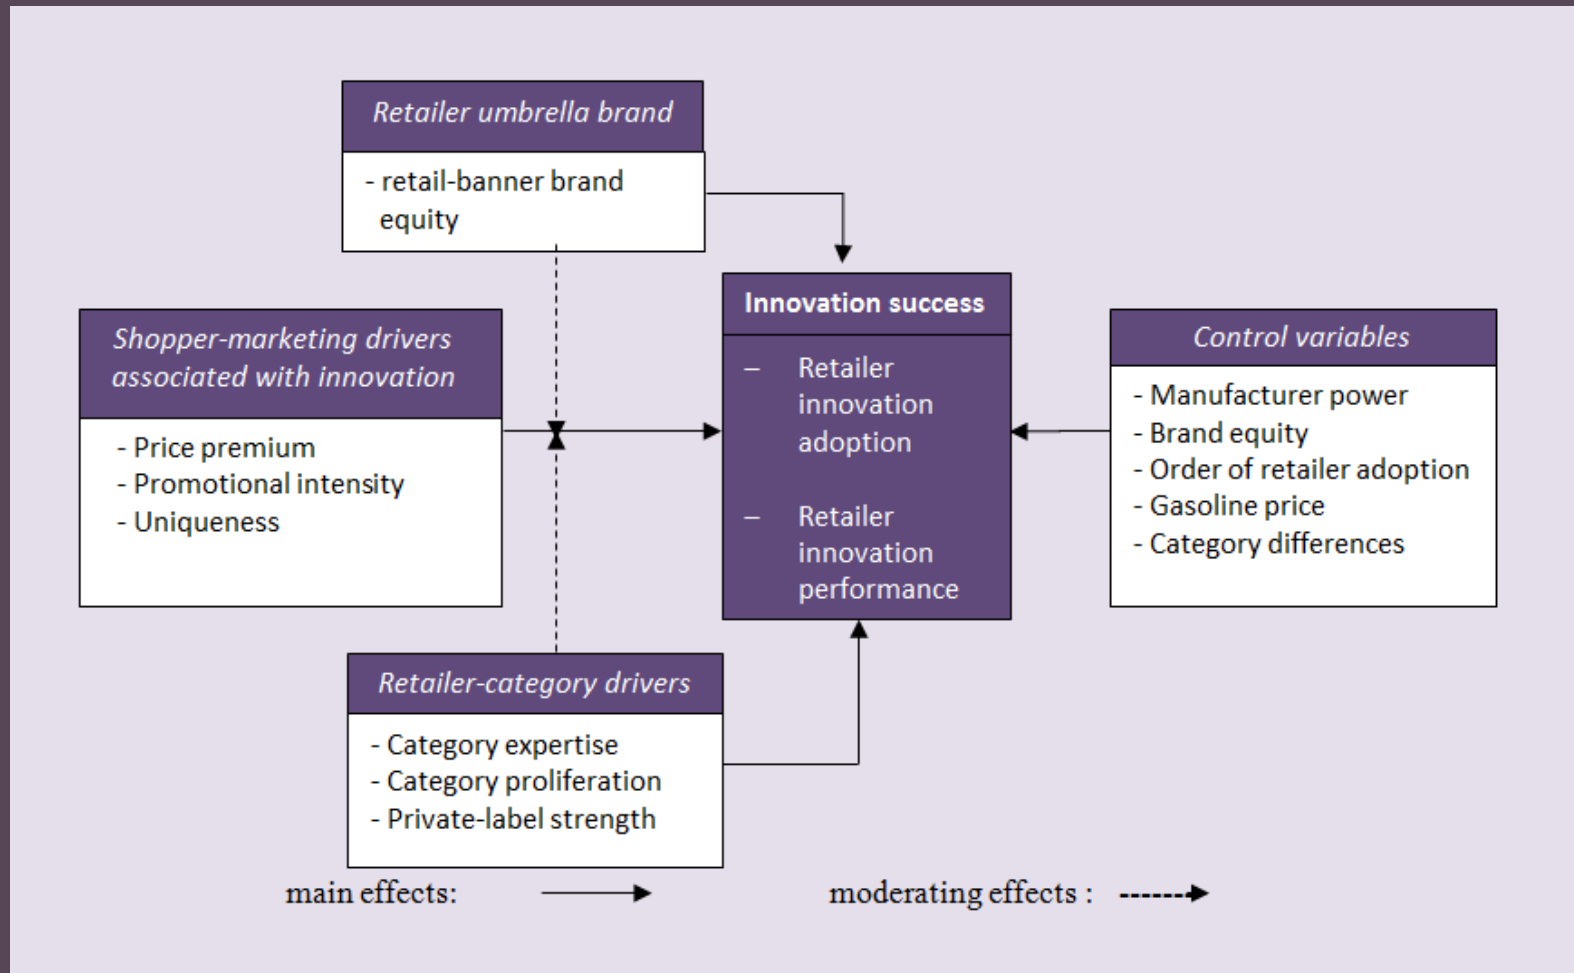 Retailer umbrella brand
- retail-banner brand
equity
Shopper-marketing drivers
associated with innovation
- Price premium
- Promotional intensity
- Uniqueness
Innovation success
– Retailer
innovation
adoption
– Retailer
innovation
performance
Control variables
- Manufacturer power
- Brand equity
- Order of retailer adoption
- Gasoline price
- Category differences
Retailer-category drivers
- Category expertise
- Category proliferation
- Private-label strength
main effects:
moderating effects :